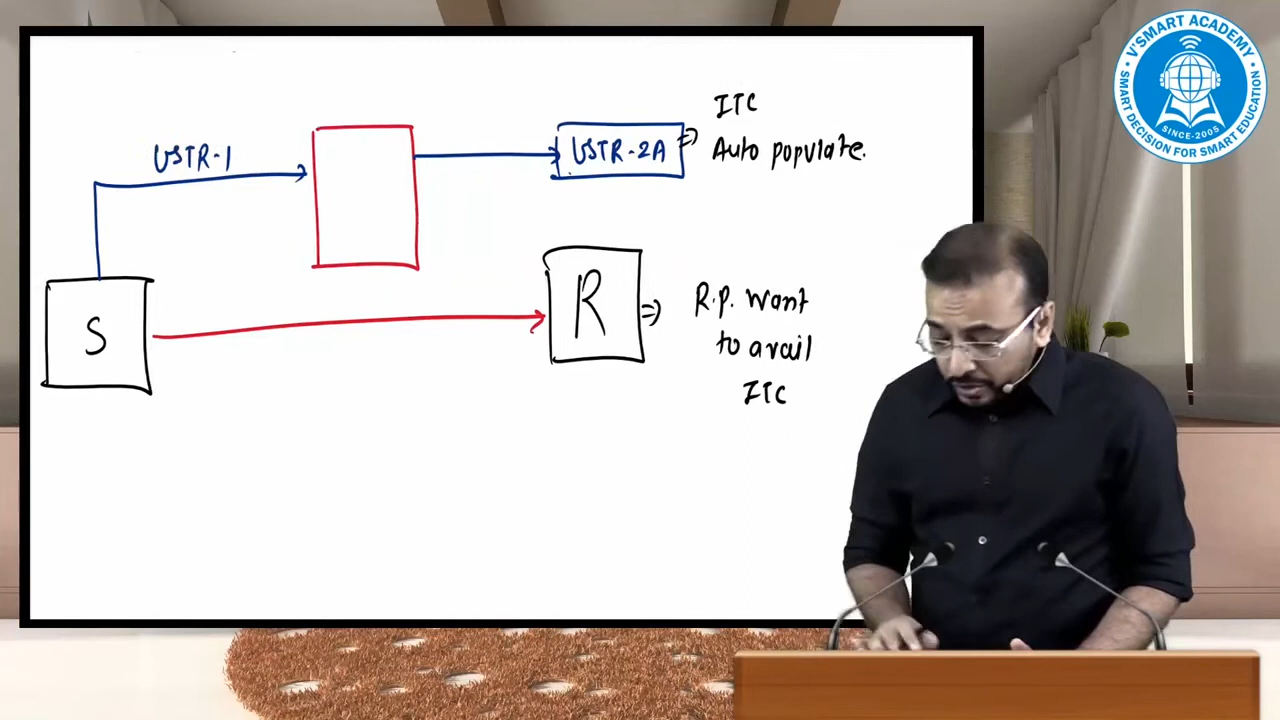 ITC
GSTR-1
GSTR-2A
⇒ Auto populate.
S
R
⇒ R.P. want
to avail
ITC
V'SMART ACADEMY
SINCE-2005
SMART DECISION FOR SMART EDUCATION